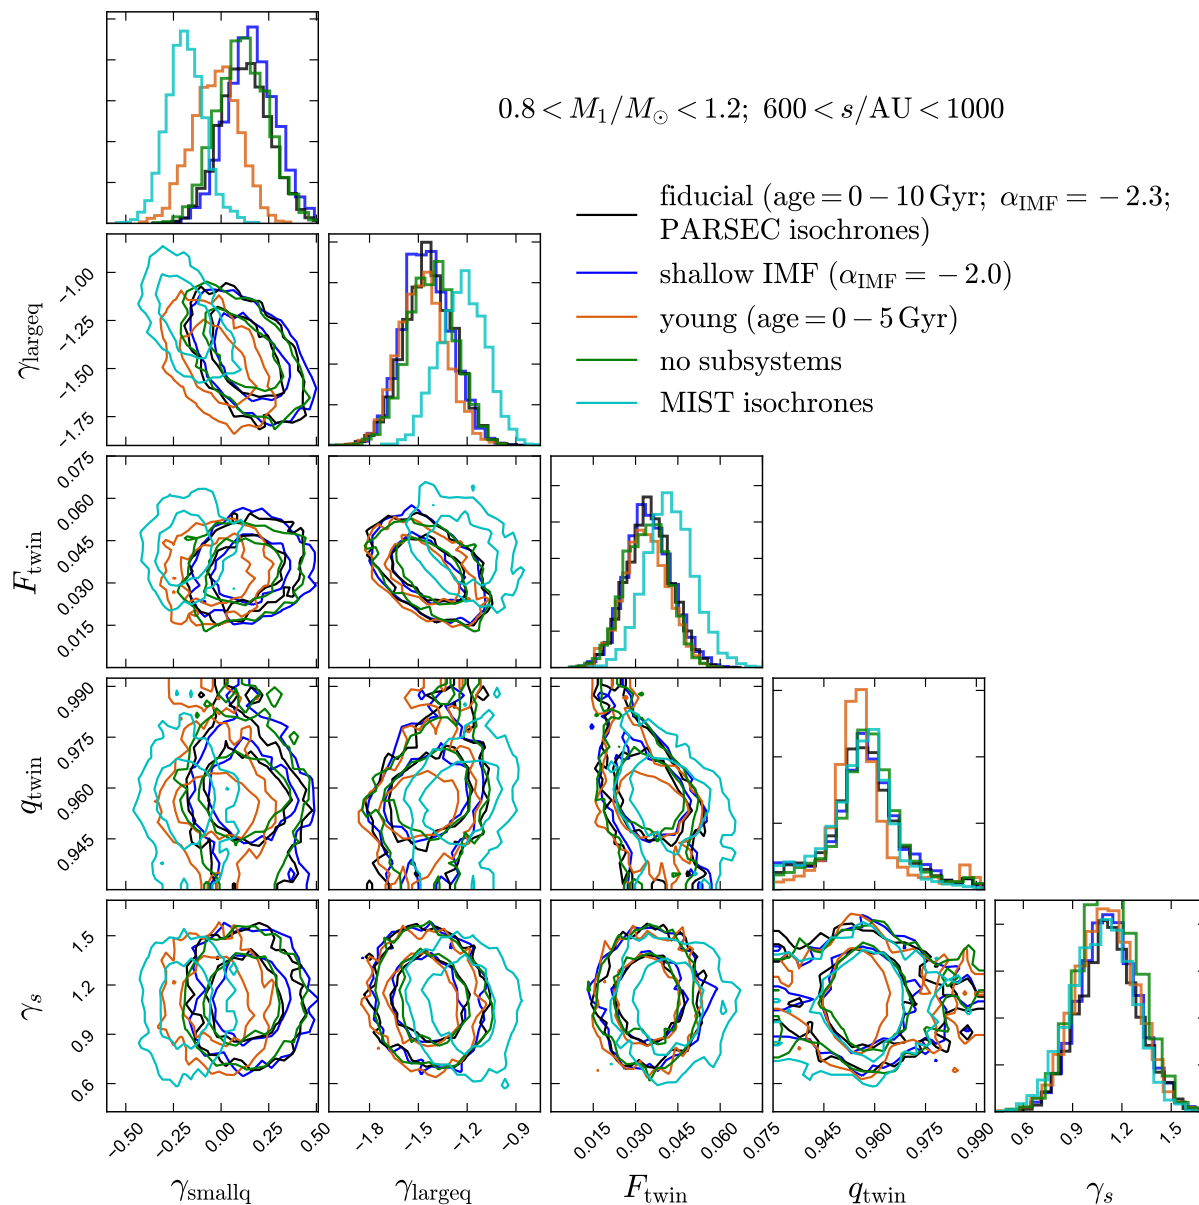 0.8 < M₁/M⊙ < 1.2; 600 < s/AU < 1000
fiducial (age = 0 − 10 Gyr; α_IMF = −2.3;
PARSEC isochrones)
shallow IMF (α_IMF = −2.0)
young (age = 0 − 5 Gyr)
no subsystems
MIST isochrones
γ_largeq
−1.00
−1.25
−1.50
−1.75
F_twin
0.075
0.060
0.045
0.030
0.015
q_twin
0.990
0.975
0.960
0.945
γ_s
1.5
1.2
0.9
0.6
−0.50 −0.25 0.00 0.25 0.50 −1.8 −1.5 −1.2 −0.9 0.015 0.030 0.045 0.060 0.075 0.945 0.960 0.975 0.990 0.6 0.9 1.2 1.5
γ_smallq γ_largeq F_twin q_twin γ_s